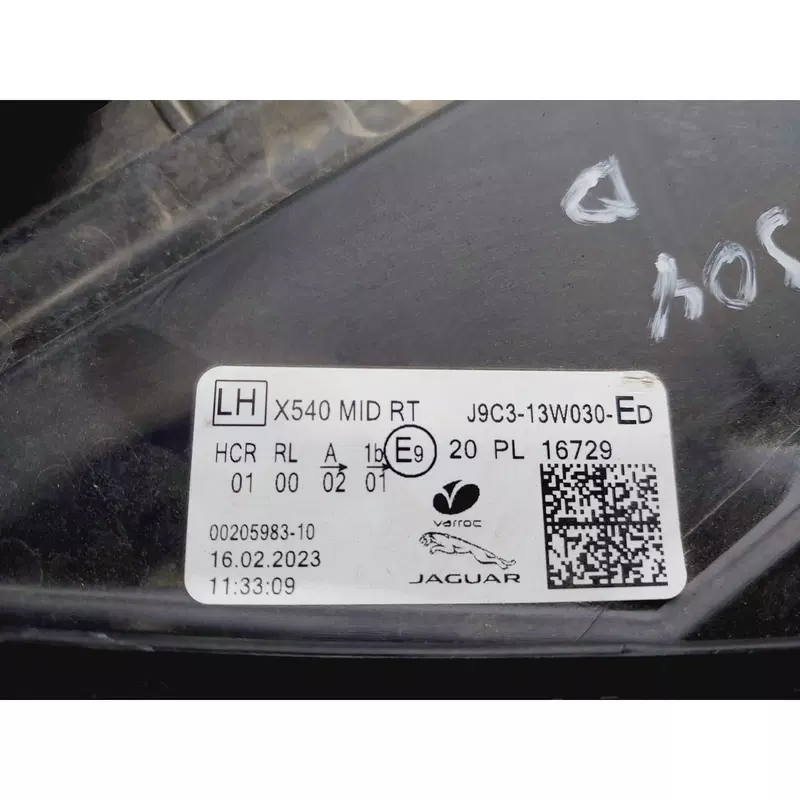 D
504
LH X540 MID RT J9C3-13W030-ED
HCR RL A 1b E9 20 PL 16729
01 00 02 01
varroc
00205983-10
16.02.2023
JAGUAR
11:33:09